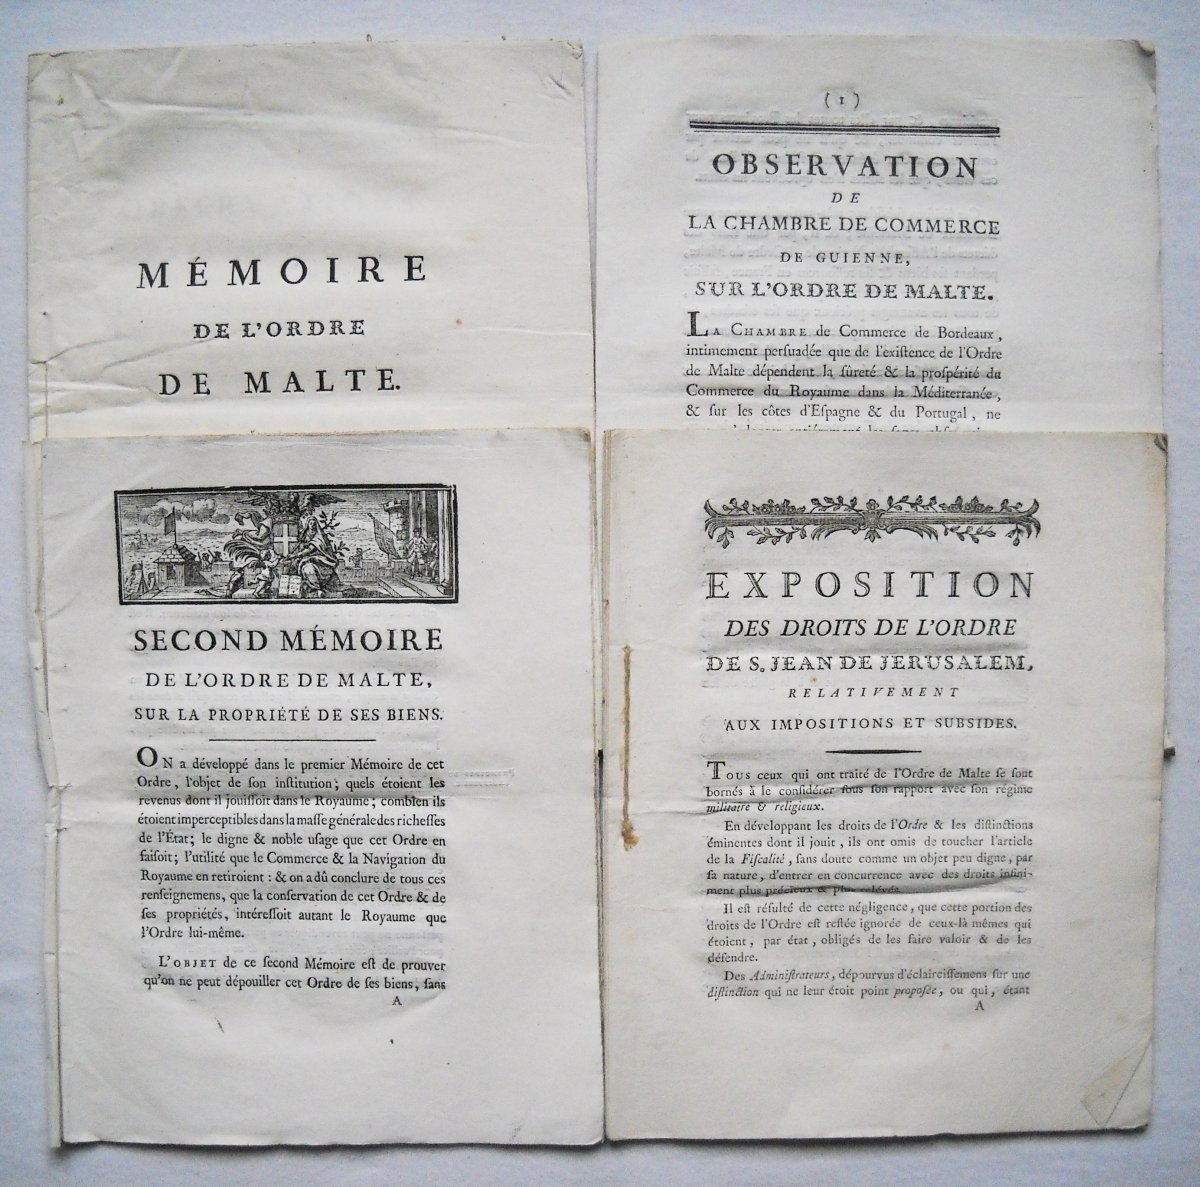 MÉMOIRE
DE L'ORDRE
DE MALTE.
( 1 )
OBSERVATION
DE
LA CHAMBRE DE COMMERCE
DE GUIENNE,
SUR L'ORDRE DE MALTE.
LA CHAMBRE de Commerce de Bordeaux,
intimement perſuadée que de l'exiſtence de l'Ordre
de Malte dépendent la ſûreté & la proſpérité du
Commerce du Royaume dans la Méditerranée,
& ſur les côtes d'Eſpagne & du Portugal, ne
SECOND MÉMOIRE
DE L'ORDRE DE MALTE,
SUR LA PROPRIÉTÉ DE SES BIENS.
ON a développé dans le premier Mémoire de cet
Ordre, l'objet de ſon inſtitution; quels étoient les
revenus dont il jouiſſoit dans le Royaume; combien ils
étoient imperceptibles dans la maſſe générale des richeſſes
de l'État; le digne & noble uſage que cet Ordre en
faiſoit; l'utilité que le Commerce & la Navigation du
Royaume en retiroient : & on a dû conclure de tous ces
renſeignemens, que la conſervation de cet Ordre & de
ſes propriétés, intéreſſoit autant le Royaume que
l'Ordre lui-même.
L'OBJET de ce ſecond Mémoire eſt de prouver
qu'on ne peut dépouiller cet Ordre de ſes biens, ſans
A
EXPOSITION
DES DROITS DE L'ORDRE
DE S. JEAN DE JERUSALEM,
RELATIVEMENT
AUX IMPOSITIONS ET SUBSIDES.
TOUS ceux qui ont traité de l'Ordre de Malte ſe ſont
bornés à le conſidérer ſous ſon rapport avec ſon régime
militaire & religieux.
En développant les droits de l'Ordre & les diſtinctions
éminentes dont il jouit, ils ont omis de toucher l'article
de la Fiſcalité, ſans doute comme un objet peu digne, par
ſa nature, d'entrer en concurrence avec des droits infini-
ment plus précieux & plus relevés.
Il eſt réſulté de cette négligence, que cette portion des
droits de l'Ordre eſt reſtée ignorée de ceux-là mêmes qui
étoient, par état, obligés de les faire valoir & de les
défendre.
Des Adminiſtrateurs, dépourvus d'éclairciſſemens ſur une
diſtinction qui ne leur étoit point propoſée, ou qui, étant
A